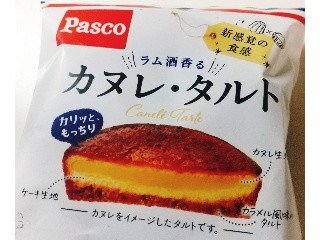 Pasco
新感覚の
食感
ラム酒香る
カヌレ・タルト
Canelé Tarte
カリッと、
もっちり
カヌレ生
ケーキ生地
カラメル風味の
タルト
カヌレをイメージしたタルトです。